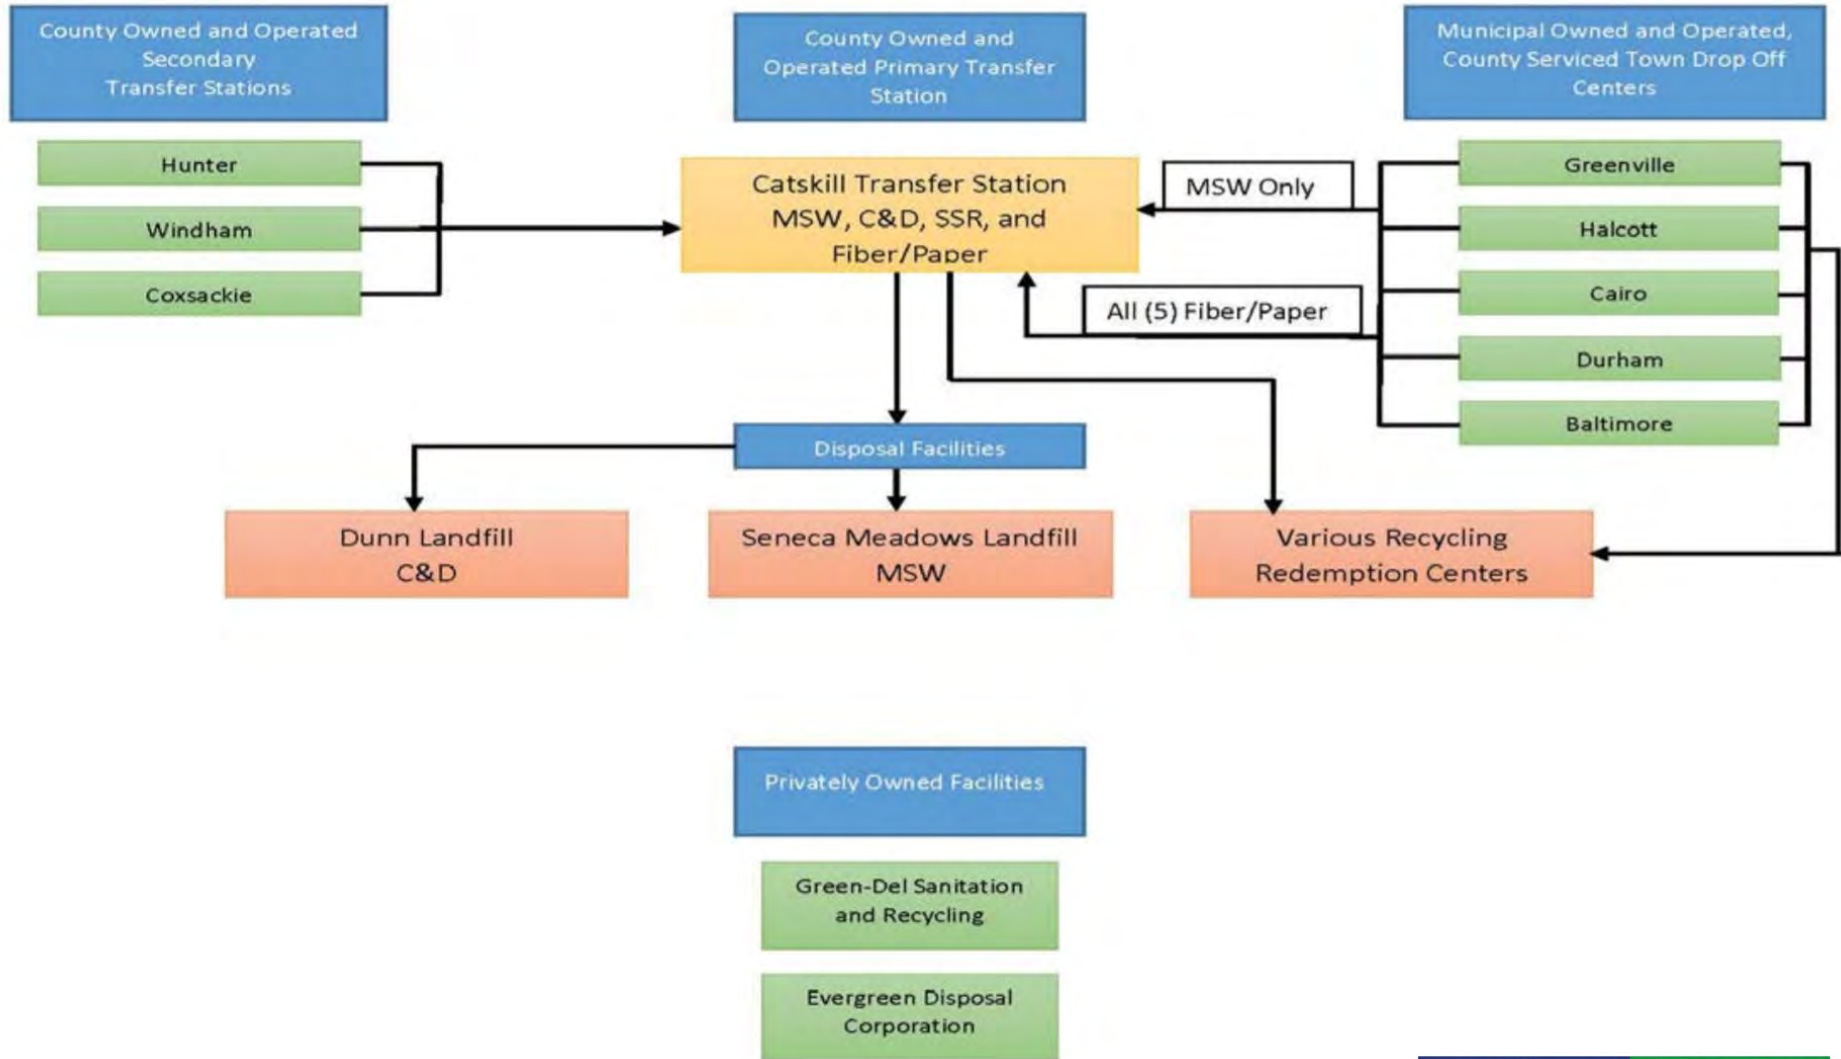 County Owned and Operated
Secondary
Transfer Stations
Hunter
Windham
Coxsackie
County Owned and
Operated Primary Transfer
Station
Catskill Transfer Station
MSW, C&D, SSR, and
Fiber/Paper
MSW Only
All (5) Fiber/Paper
Municipal Owned and Operated,
County Serviced Town Drop Off
Centers
Greenville
Halcott
Cairo
Durham
Baltimore
Disposal Facilities
Dunn Landfill
C&D
Seneca Meadows Landfill
MSW
Various Recycling
Redemption Centers
Privately Owned Facilities
Green-Del Sanitation
and Recycling
Evergreen Disposal
Corporation